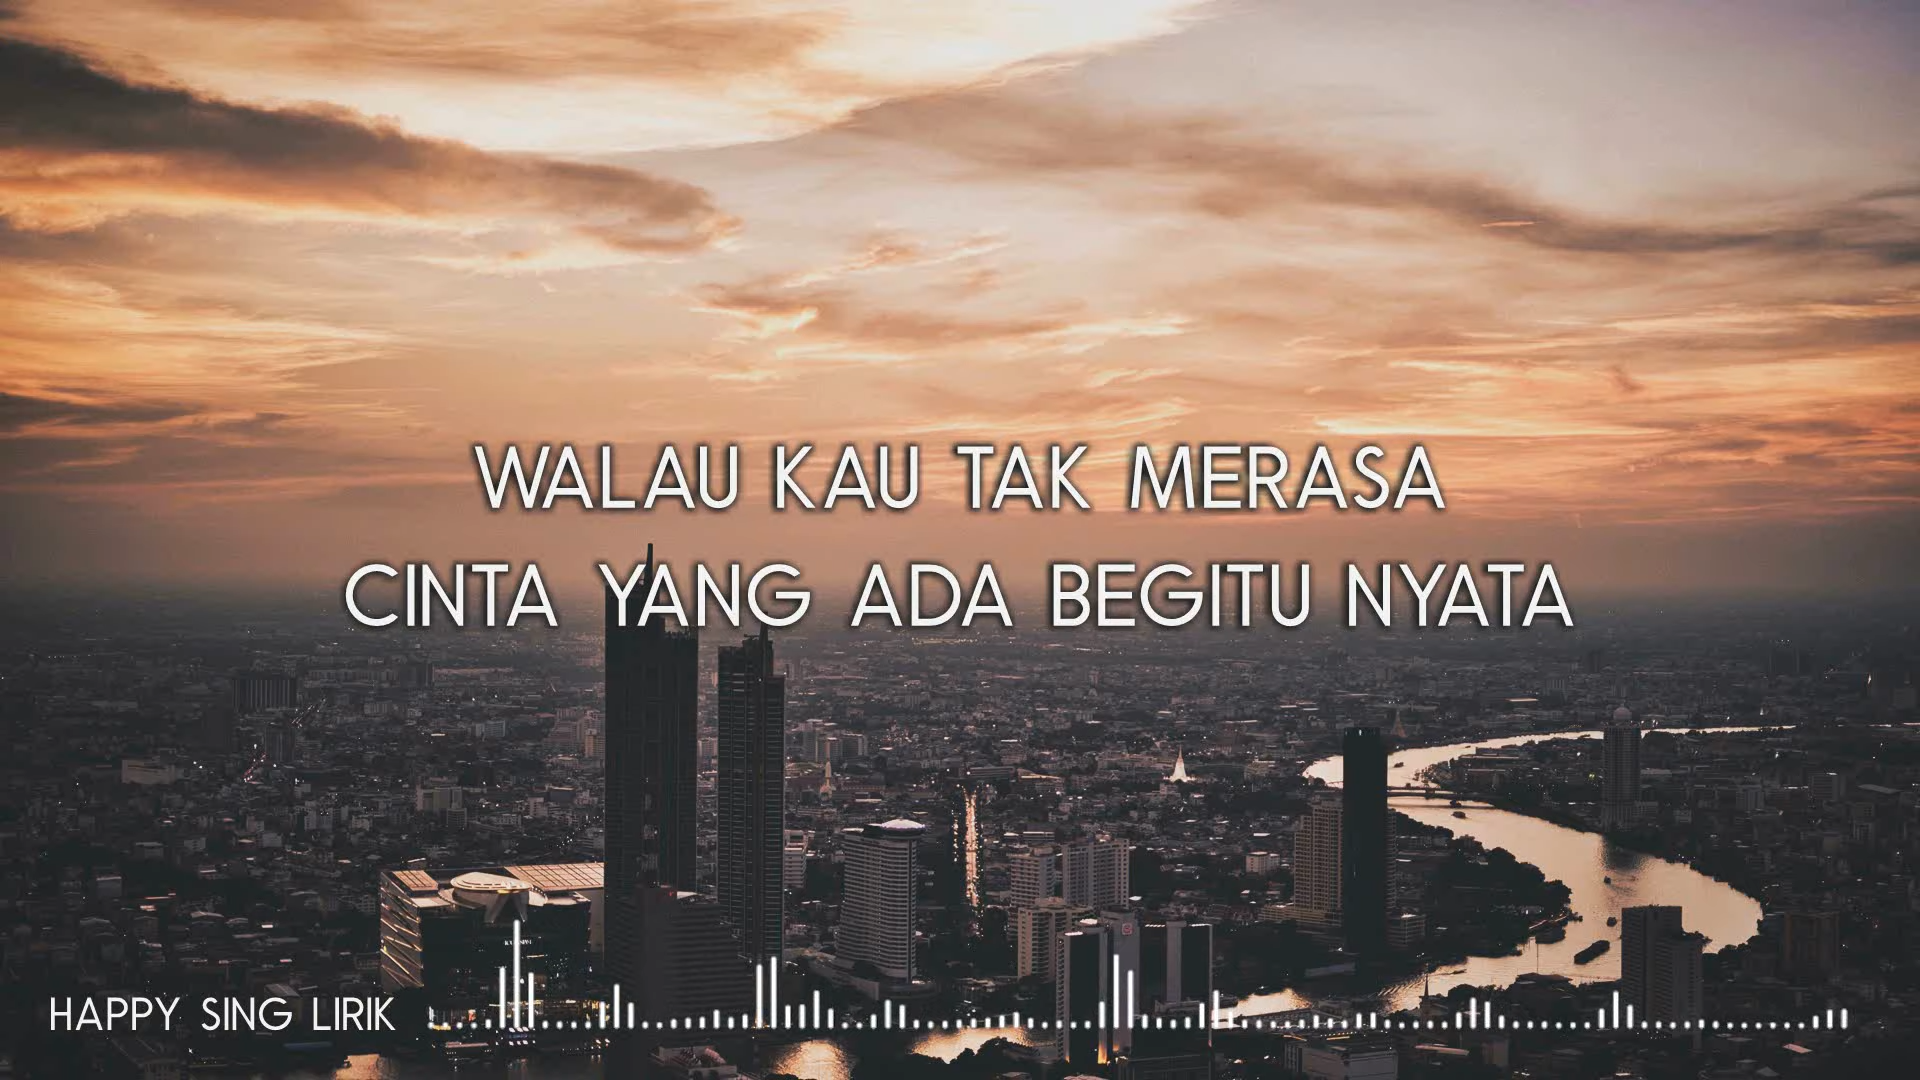 WALAU KAU TAK MERASA
CINTA YANG ADA BEGITU NYATA
HAPPY SING LIRIK